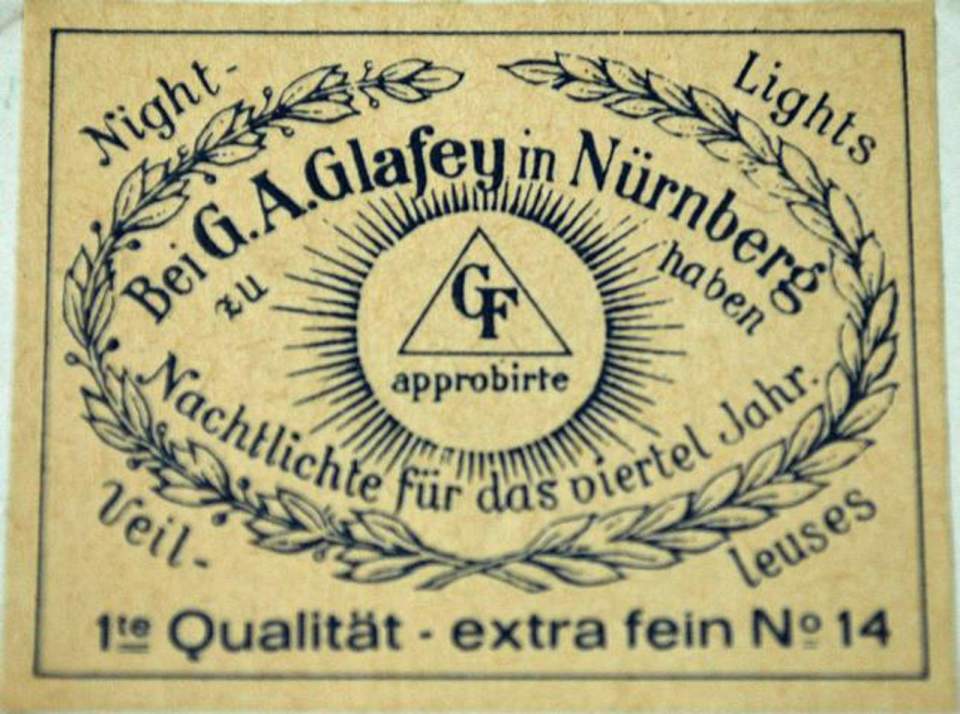 Night- Lights
Bei G. A. Glafey in Nürnberg
zu haben
GF
approbirte
Nachtlichte für das viertel Jahr.
Veil- leuses
1te Qualität - extra fein No 14